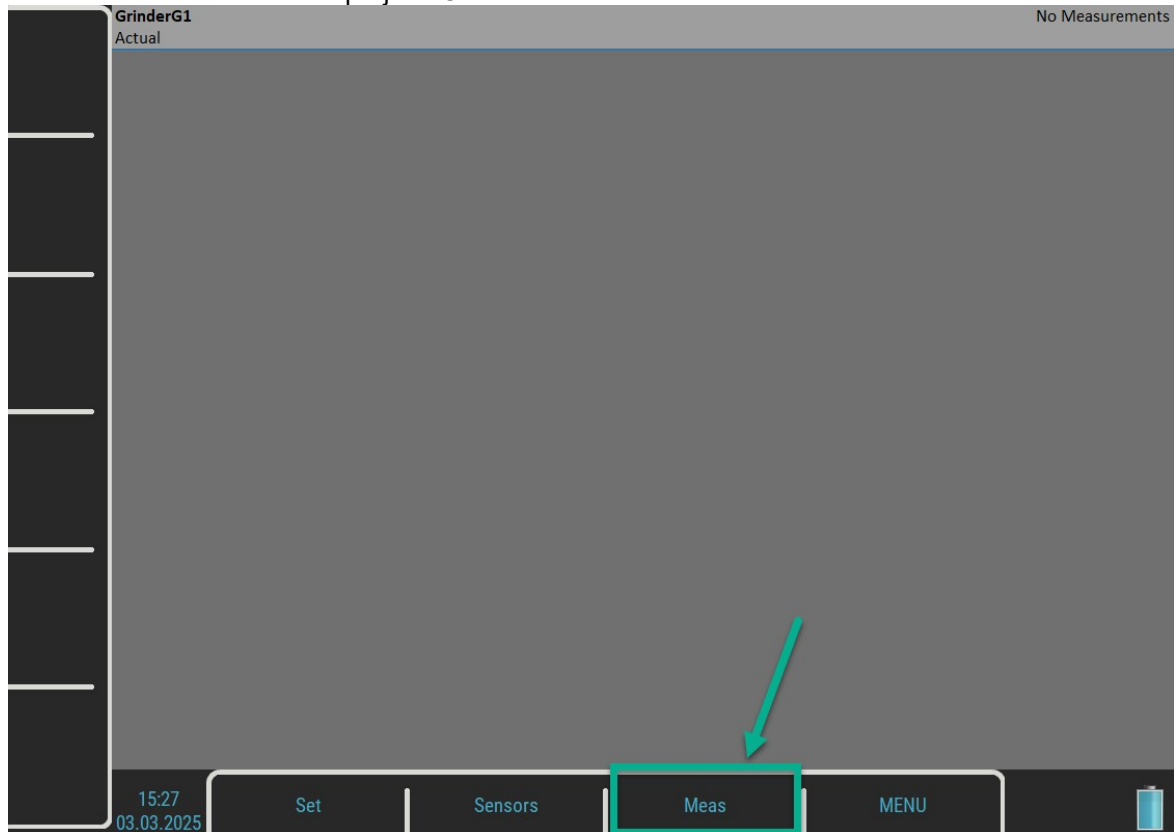 GrinderG1
No Measurements
Actual
15:27
03.03.2025
Set
Sensors
Meas
MENU